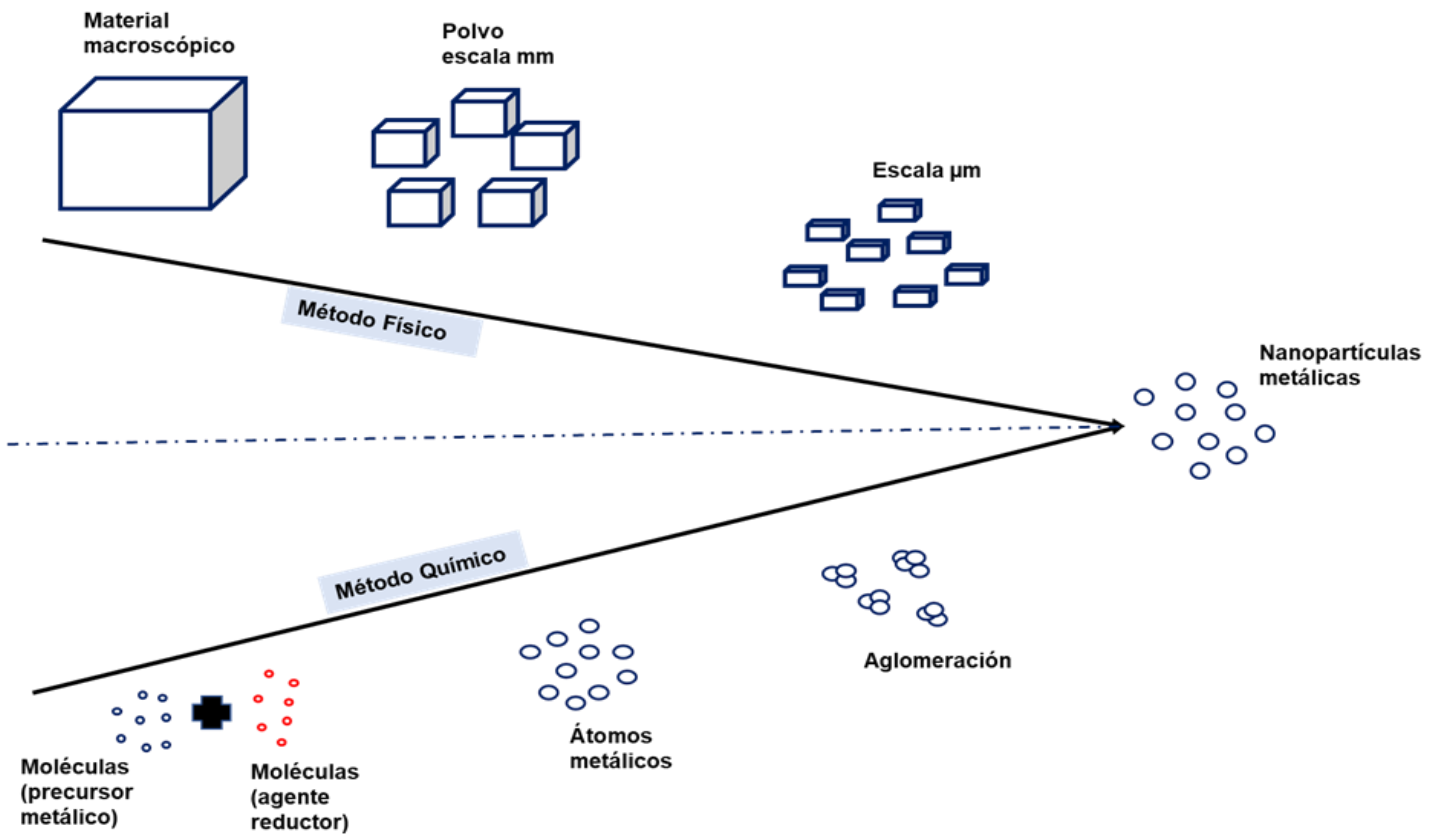 Material
macroscópico
Polvo
escala mm
Escala µm
Método Físico
Nanopartículas
metálicas
Método Químico
Aglomeración
Átomos
metálicos
Moléculas
(precursor
metálico)
Moléculas
(agente
reductor)